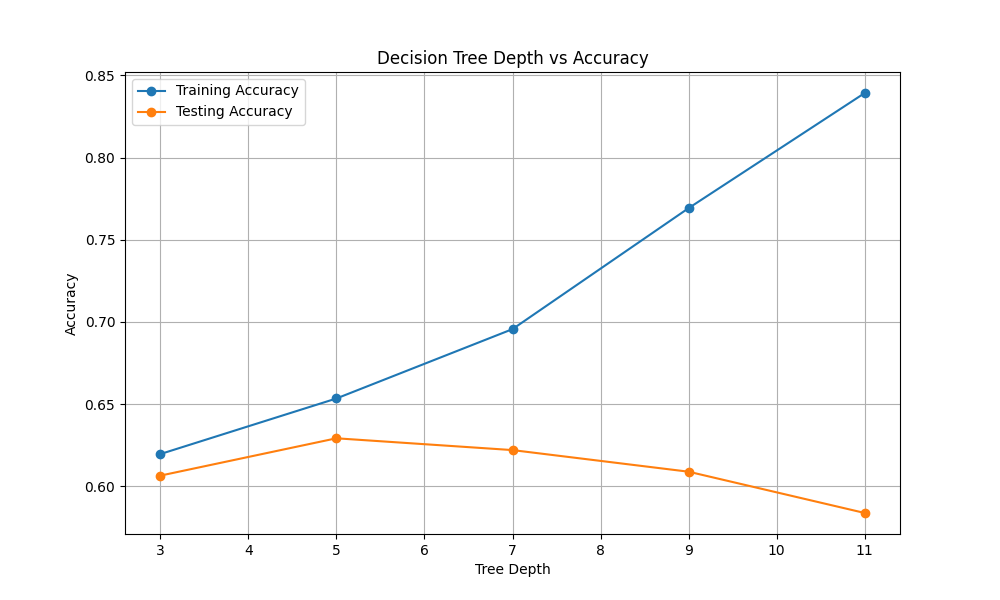 Decision Tree Depth vs Accuracy
Training Accuracy
Testing Accuracy
Accuracy
0.85
0.80
0.75
0.70
0.65
0.60
3 4 5 6 7 8 9 10 11
Tree Depth